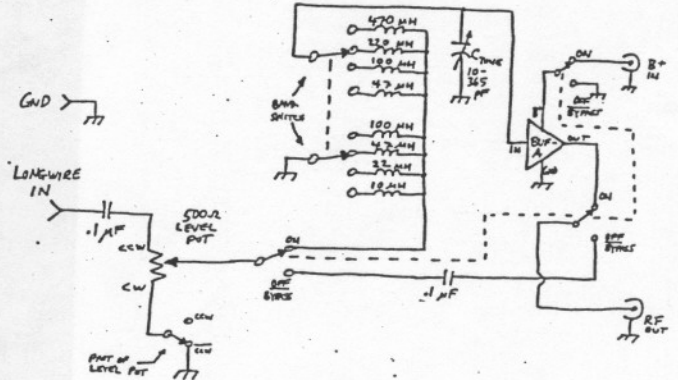 470 µH
220 µH
100 µH
47 µH
BAND
SWITCH
100 µH
47 µH
22 µH
10 µH
C TUNE
10-
365
PF
ON
B+
IN
OFF
BYPASS
B+
IN
BUF-
A
OUT
GND
GND
LONGWIRE
IN
.1 µF
500Ω
LEVEL
POT
CCW
CW
ON
OFF
BYPASS
.1 µF
ON
OFF
BYPASS
CCW
CCW
PART OF
LEVEL POT
RF
OUT